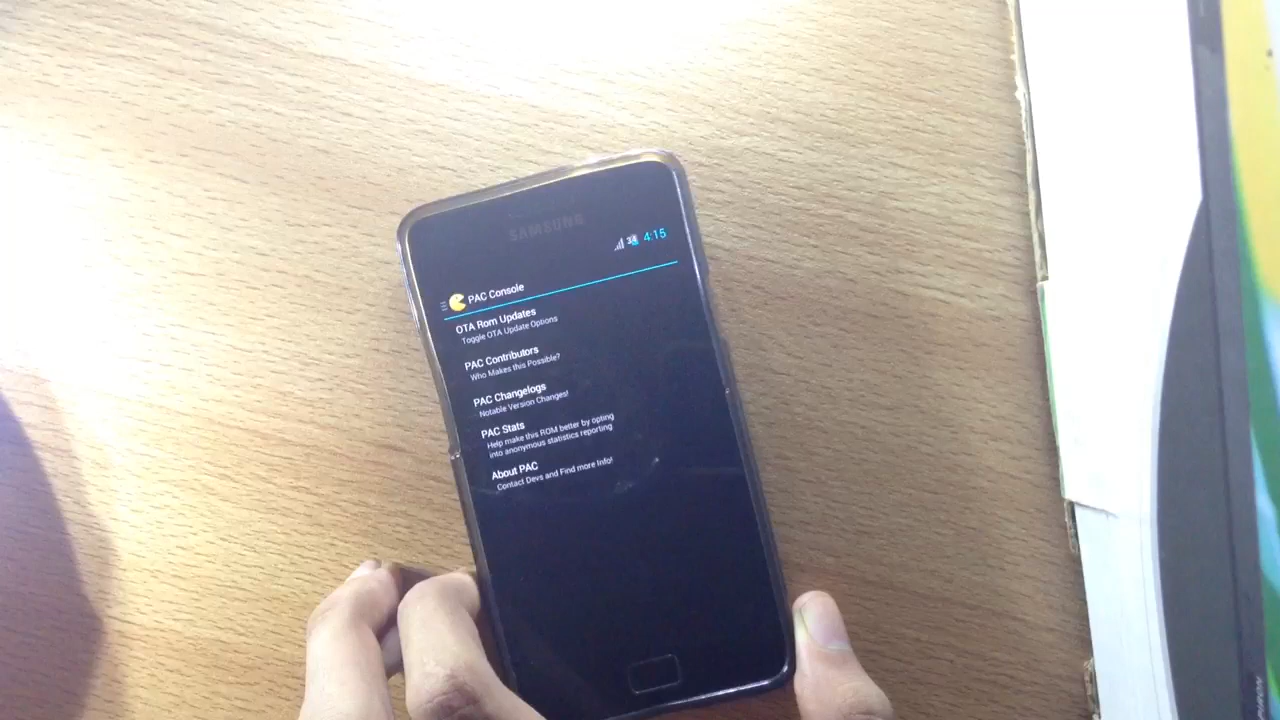 SAMSUNG
34 4:15
PAC Console
OTA Rom Updates
Toggle OTA Update Options
PAC Contributors
Who Makes this Possible?
PAC Changelogs
Notable Version Changes!
PAC Stats
Help make this ROM better by opting
into anonymous statistics reporting
About PAC
Contact Devs and Find more Info!